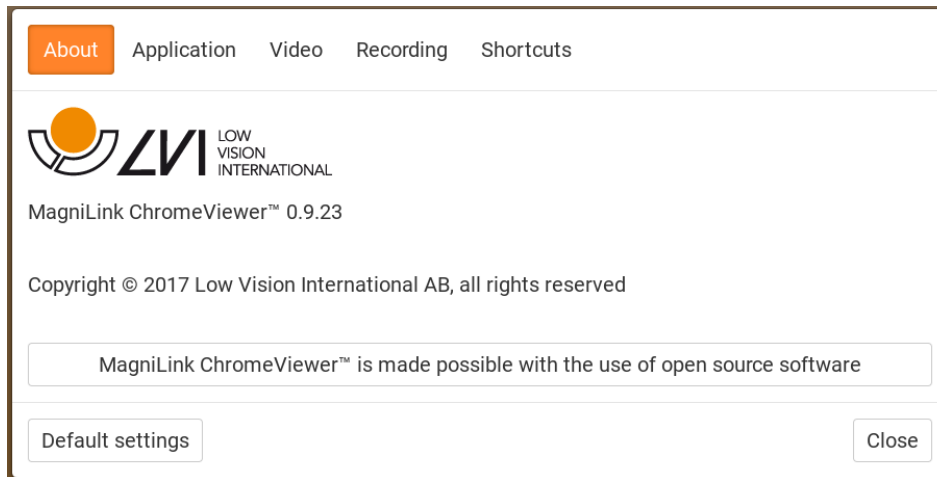 About Application Video Recording Shortcuts
LVI LOW
VISION
INTERNATIONAL
MagniLink ChromeViewer™ 0.9.23
Copyright © 2017 Low Vision International AB, all rights reserved
MagniLink ChromeViewer™ is made possible with the use of open source software
Default settings Close